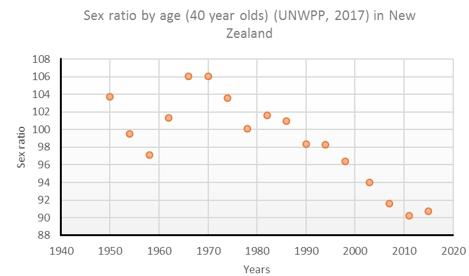 Sex ratio by age (40 year olds) (UNWPP, 2017) in New
Zealand
108
106
104
102
100
98
96
94
92
90
88
Sex ratio
1940 1950 1960 1970 1980 1990 2000 2010 2020
Years